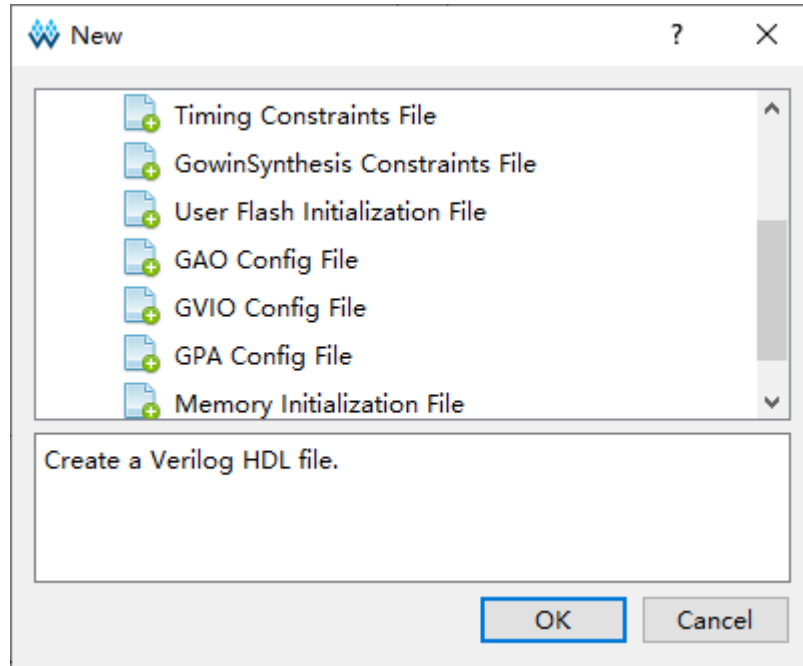 New
?
Timing Constraints File
GowinSynthesis Constraints File
User Flash Initialization File
GAO Config File
GVIO Config File
GPA Config File
Memory Initialization File
Create a Verilog HDL file.
OK
Cancel